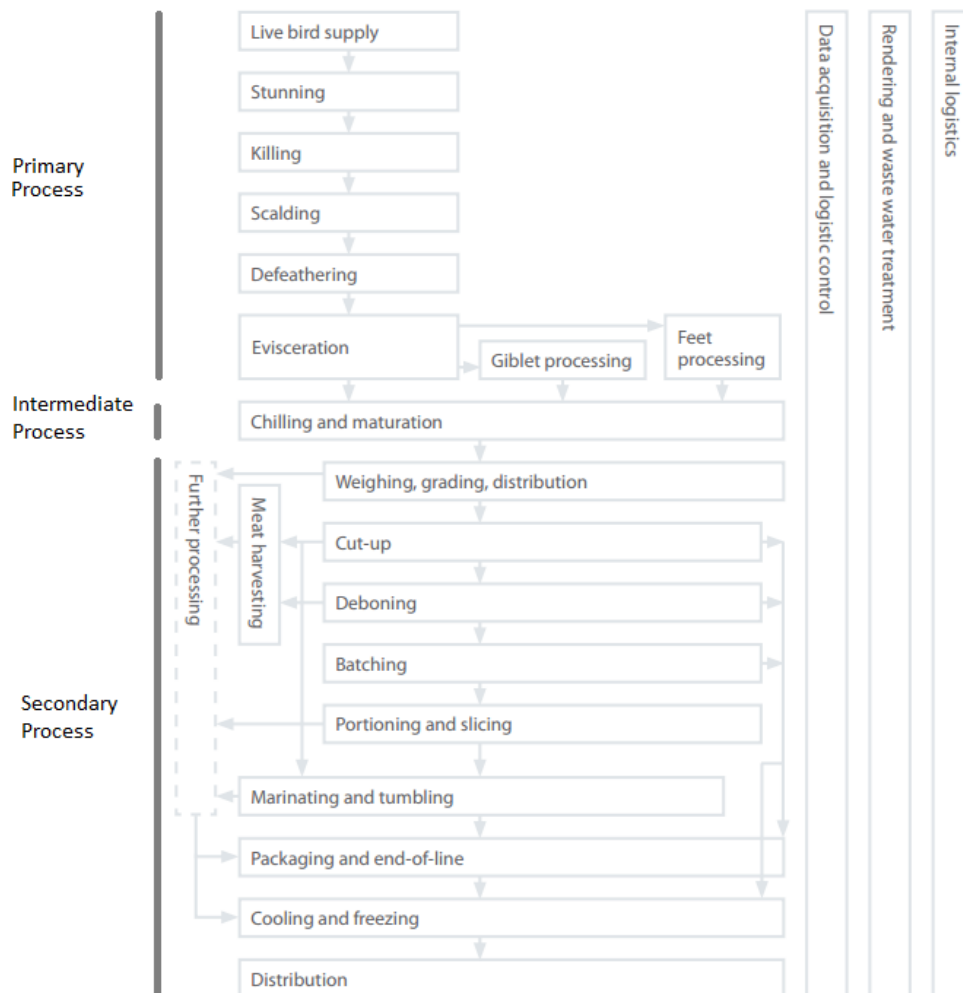 Live bird supply
Stunning
Primary
Process
Killing
Scalding
Defeathering
Evisceration
Giblet processing
Feet
processing
Intermediate
Process
Chilling and maturation
Secondary
Process
Weighing, grading, distribution
Further processing
Meat harvesting
Cut-up
Deboning
Batching
Portioning and slicing
Marinating and tumbling
Packaging and end-of-line
Cooling and freezing
Distribution
Data acquisition and logistic control
Rendering and waste water treatment
Internal logistics